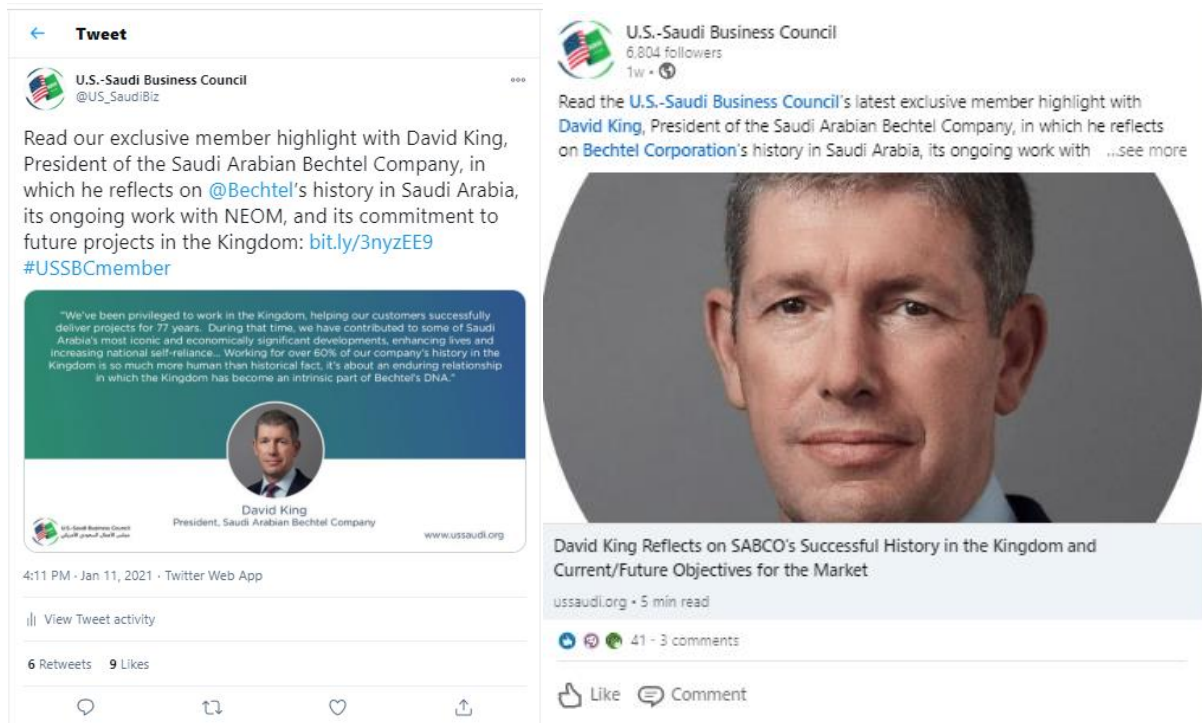 Tweet
U.S.-Saudi Business Council
@US_SaudiBiz
Read our exclusive member highlight with David King,
President of the Saudi Arabian Bechtel Company, in
which he reflects on @Bechtel's history in Saudi Arabia,
its ongoing work with NEOM, and its commitment to
future projects in the Kingdom: bit.ly/3nyzEE9
#USSBCmember
"We've been privileged to work in the Kingdom, helping our customers successfully
deliver projects for 77 years. During that time, we have contributed to some of Saudi
Arabia's most iconic and economically significant developments, enhancing lives and
increasing national self-reliance... Working for over 60% of our company's history in the
Kingdom is so much more human than historical fact, it's about an enduring relationship
in which the Kingdom has become an intrinsic part of Bechtel's DNA."
David King
President, Saudi Arabian Bechtel Company
U.S.-Saudi Business Council
مجلس الأعمال السعودي الأمريكي
www.ussaudi.org
4:11 PM · Jan 11, 2021 · Twitter Web App
View Tweet activity
6 Retweets 9 Likes
U.S.-Saudi Business Council
6,804 followers
1w •
Read the U.S.-Saudi Business Council's latest exclusive member highlight with
David King, President of the Saudi Arabian Bechtel Company, in which he reflects
on Bechtel Corporation's history in Saudi Arabia, its ongoing work with ...see more
David King Reflects on SABCO's Successful History in the Kingdom and
Current/Future Objectives for the Market
ussaudi.org • 5 min read
41 · 3 comments
Like Comment